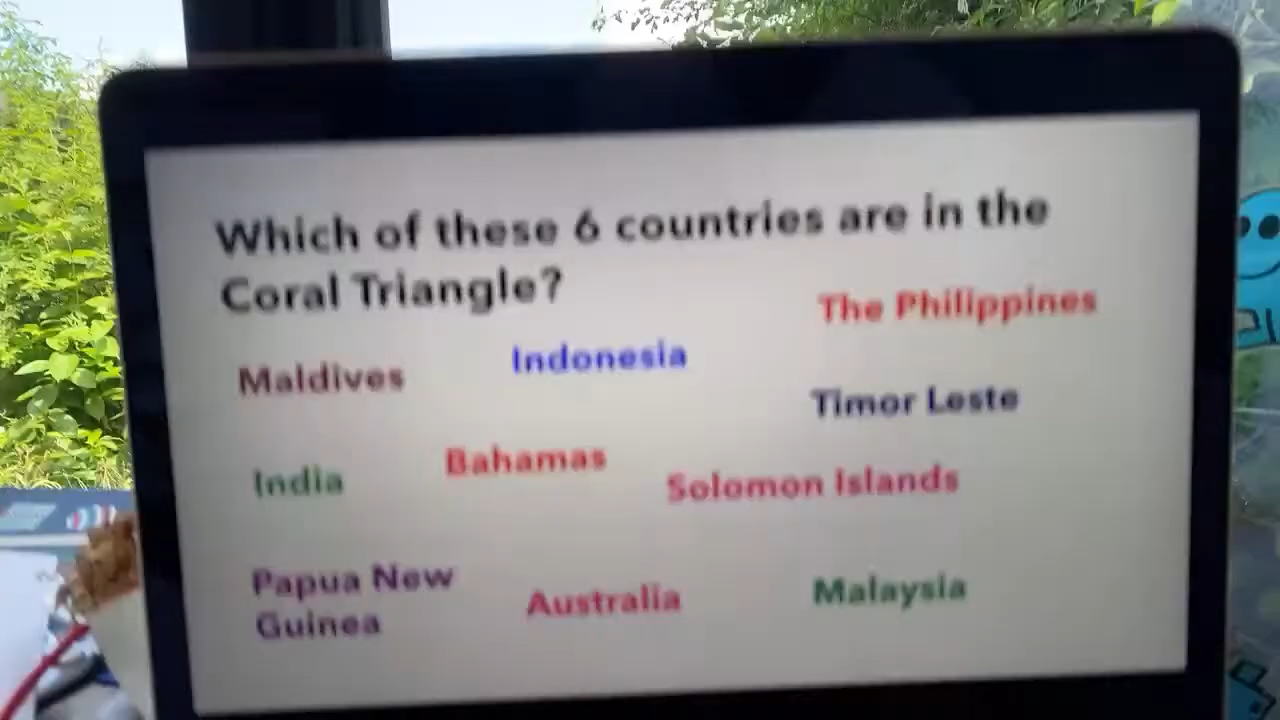 Which of these 6 countries are in the
Coral Triangle?
The Philippines
Maldives
Indonesia
Timor Leste
India
Bahamas
Solomon Islands
Papua New
Guinea
Australia
Malaysia